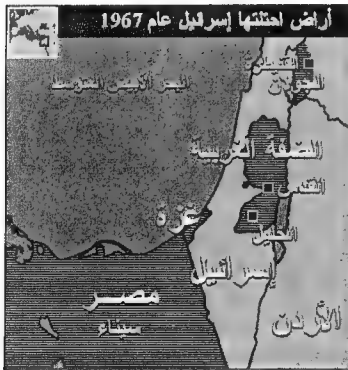 أراض احتلتها إسرائيل عام 1967
البحر الأبيض المتوسط
الجولان
الضفة الغربية
القدس
غزة
الخليل
إسرائيل
مصر
سيناء
الأردن